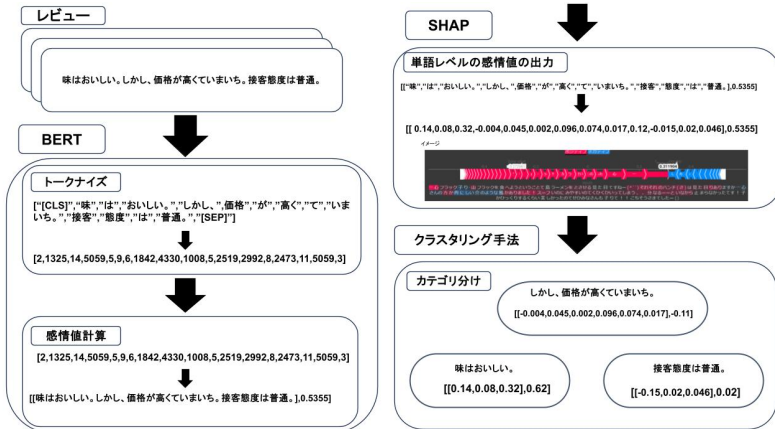 レビュー
味はおいしい。しかし、価格が高くていまいち。接客態度は普通。
BERT
トークナイズ
["[CLS]","味","は","おいしい。","しかし、",価格","が","高く","て","いま
いち。","接客","態度","は","普通。","[SEP]"]
[2,1325,14,5059,5,9,6,1842,4330,1008,5,2519,2992,8,2473,11,5059,3]
感情値計算
[2,1325,14,5059,5,9,6,1842,4330,1008,5,2519,2992,8,2473,11,5059,3]
[[味はおいしい。しかし、価格が高くていまいち。接客態度は普通。],0.5355]
SHAP
単語レベルの感情値の出力
[["味","は","おいしい。","しかし、",価格","が","高く","て","いまいち。","接客","態度","は","普通。],0.5355]
[[ 0.14,0.08,0.32,-0.004,0.045,0.002,0.096,0.074,0.017,0.12,-0.015,0.02,0.046],0.5355]
イメージ
クラスタリング手法
カテゴリ分け
しかし、価格が高くていまいち。
[[-0.004,0.045,0.002,0.096,0.074,0.017],-0.11]
味はおいしい。
[[0.14,0.08,0.32],0.62]
接客態度は普通。
[[-0.15,0.02,0.046],0.02]